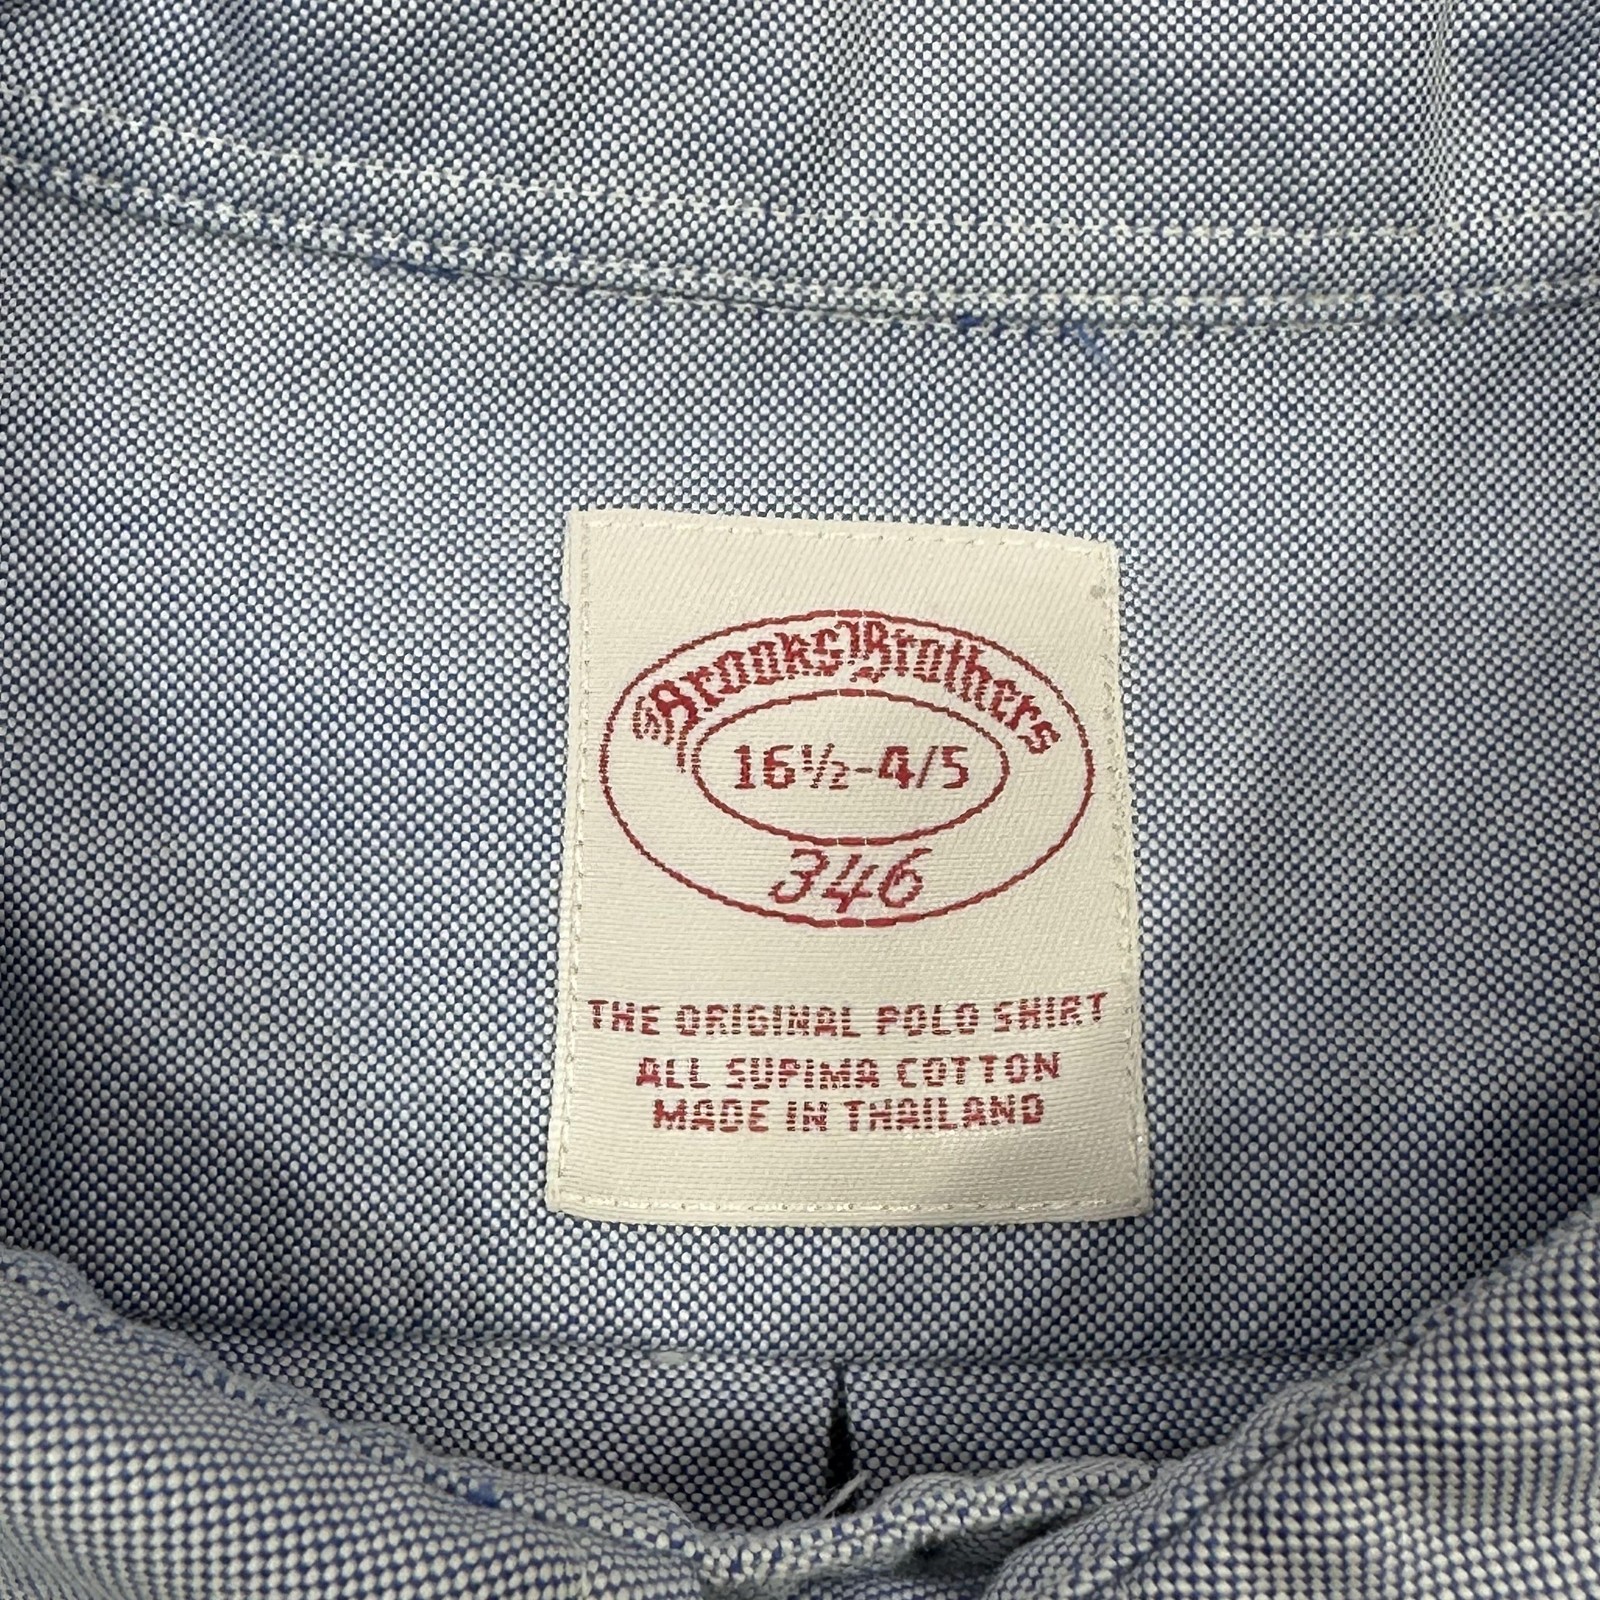 Brooks Brothers
16½-4/5
346
THE ORIGINAL POLO SHIRT
ALL SUPIMA COTTON
MADE IN THAILAND